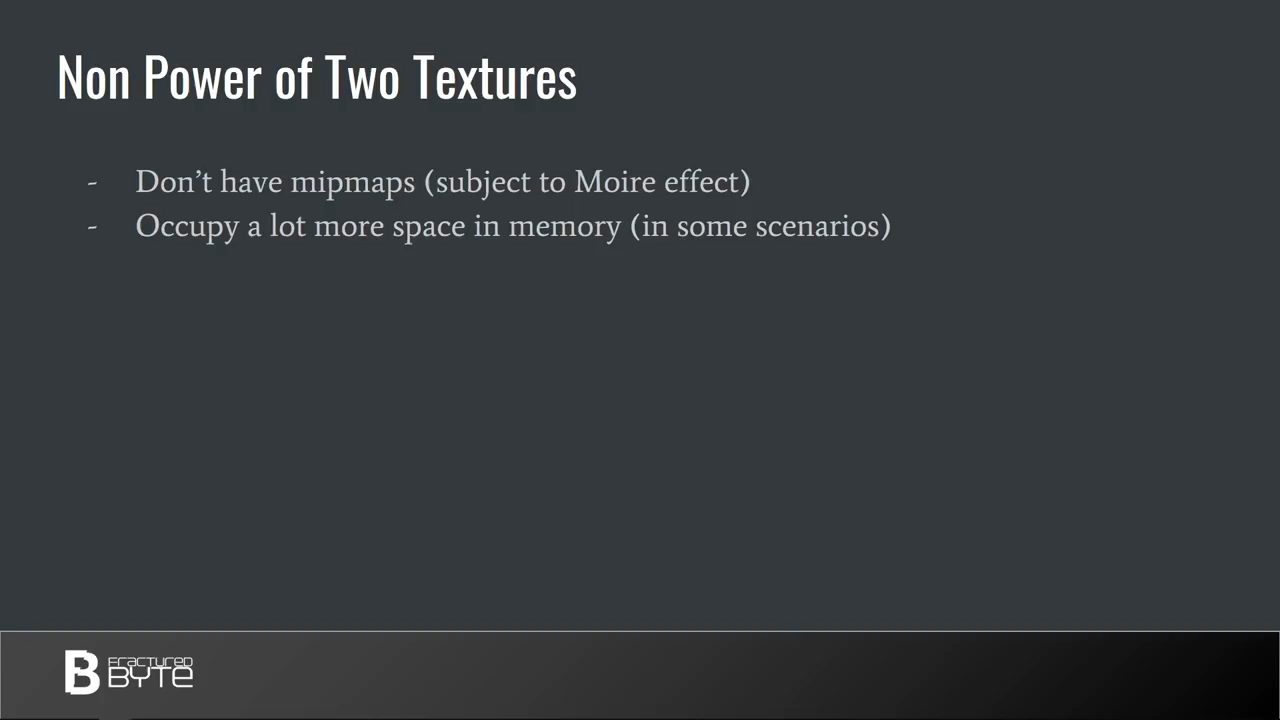 Non Power of Two Textures
- Don’t have mipmaps (subject to Moire effect)
- Occupy a lot more space in memory (in some scenarios)
B Fractured
BYTE